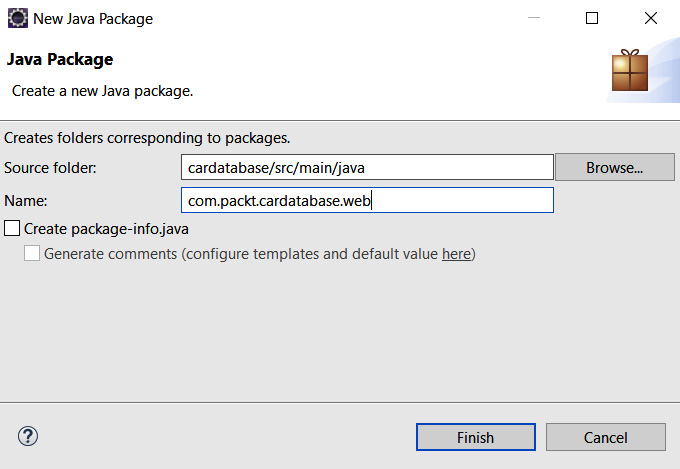 New Java Package
Java Package
Create a new Java package.
Creates folders corresponding to packages.
Source folder: cardatabase/src/main/java Browse...
Name: com.packt.cardatabase.web
Create package-info.java
Generate comments (configure templates and default value here)
? Finish Cancel